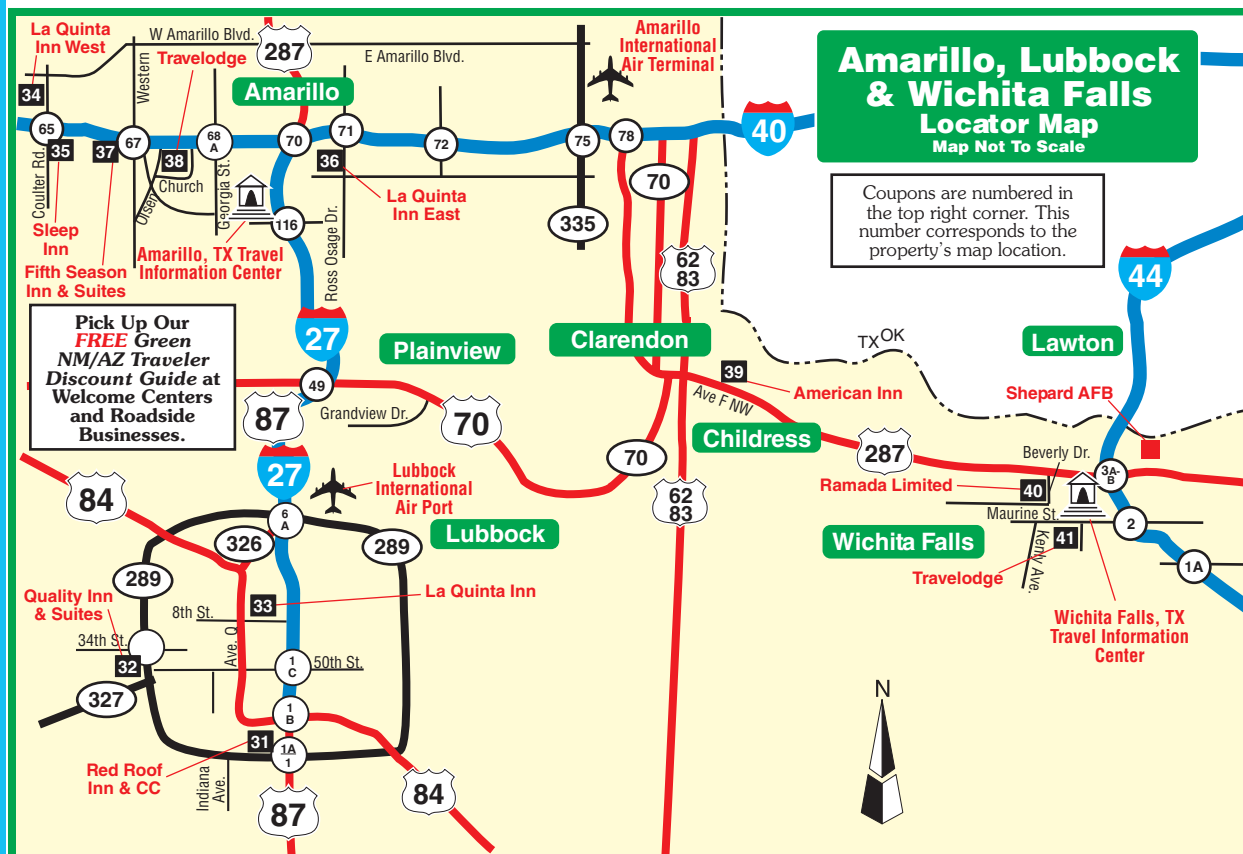 La Quinta
Inn West
W Amarillo Blvd.
287
Travelodge
Western
E Amarillo Blvd.
Amarillo
International
Air Terminal
Amarillo, Lubbock
& Wichita Falls
Locator Map
Map Not To Scale
34
Amarillo
65
35
37
67
38
68
A
70
71
36
72
75
78
40
Coulter Rd.
Olsen
Church
Georgia St.
116
Ross Osage Dr.
La Quinta
Inn East
335
70
62
83
Coupons are numbered in
the top right corner. This
number corresponds to the
property's map location.
Sleep
Inn
Fifth Season
Inn & Suites
Amarillo, TX Travel
Information Center
44
Pick Up Our
FREE Green
NM/AZ Traveler
Discount Guide at
Welcome Centers
and Roadside
Businesses.
27
Plainview
Clarendon
TX
OK
Lawton
49
87
Grandview Dr.
70
39
American Inn
Ave F NW
Shepard AFB
Childress
287
Beverly Dr.
3A-
B
70
62
83
Ramada Limited
40
Maurine St.
2
Wichita Falls
41
Kemly Ave.
Travelodge
1A
Wichita Falls, TX
Travel Information
Center
84
27
Lubbock
International
Air Port
6
A
326
289
Lubbock
289
Quality Inn
& Suites
33
La Quinta Inn
8th St.
34th St.
Ave. Q
32
1
C
50th St.
327
1
B
31
1A
1
Red Roof
Inn & CC
Indiana
Ave.
87
84
N